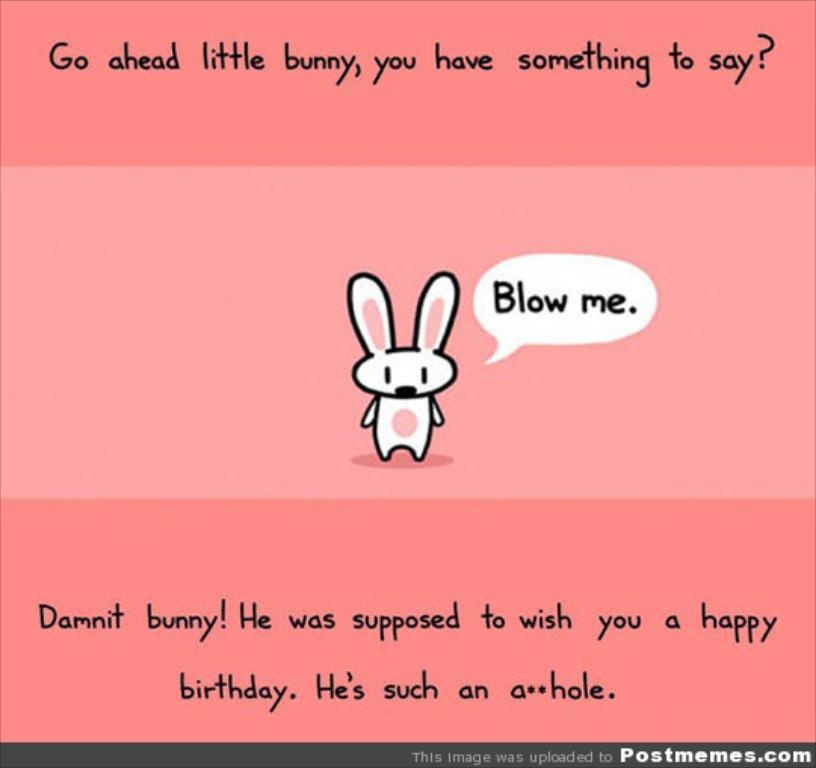 Go ahead little bunny, you have something to say?
Blow me.
Damnit bunny! He was supposed to wish you a happy
birthday. He's such an a**hole.
This image was uploaded to Postmemes.com